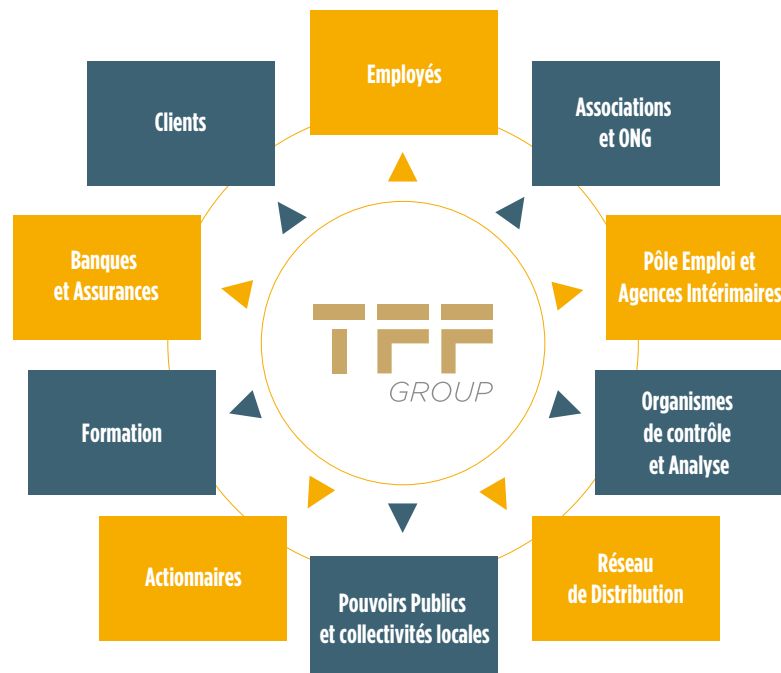 Employés
Clients
Associations
et ONG
Banques
et Assurances
Pôle Emploi et
Agences Intérimaires
TFF
GROUP
Formation
Organismes
de contrôle
et Analyse
Actionnaires
Réseau
de Distribution
Pouvoirs Publics
et collectivités locales